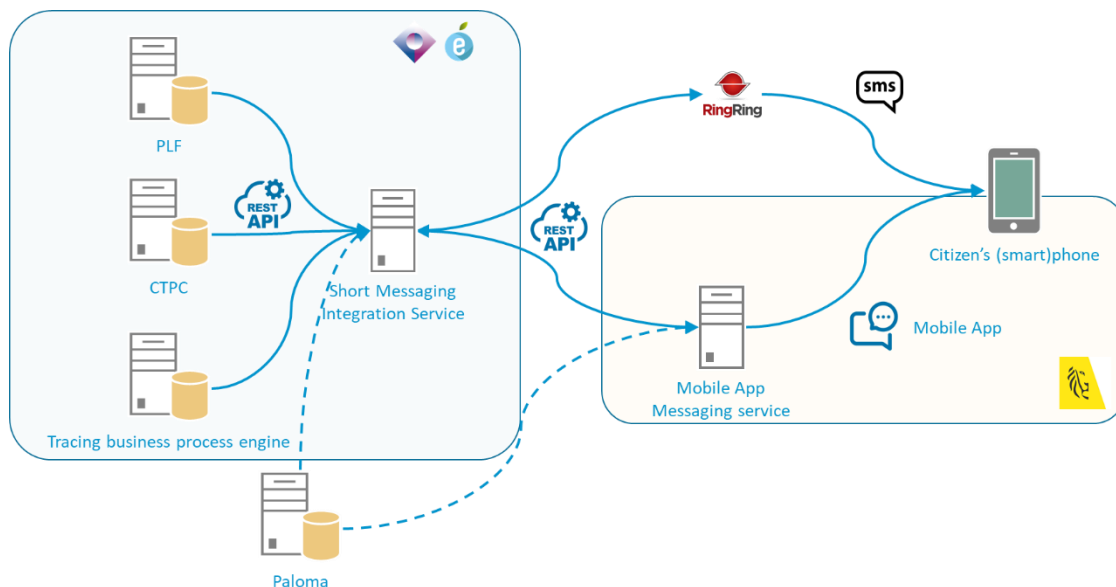 e
PLF
REST
API
CTPC
Short Messaging
Integration Service
Tracing business process engine
Paloma
RingRing
sms
REST
API
Citizen's (smart)phone
Mobile App
Mobile App
Messaging service